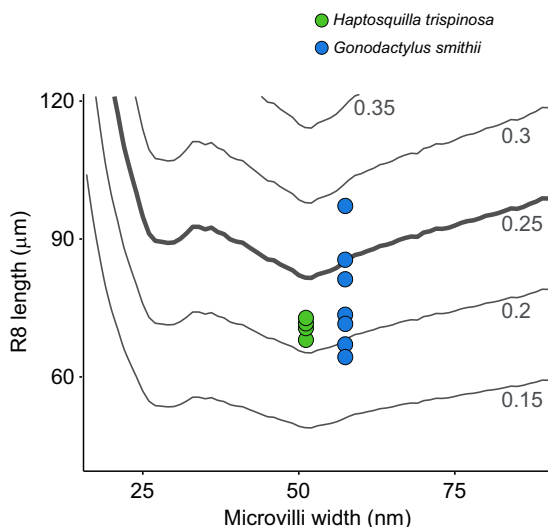 Haptosquilla trispinosa
Gonodactylus smithii
120
0.35
0.3
0.25
90
0.2
60
0.15
R8 length (μm)
25
50
75
Microvilli width (nm)